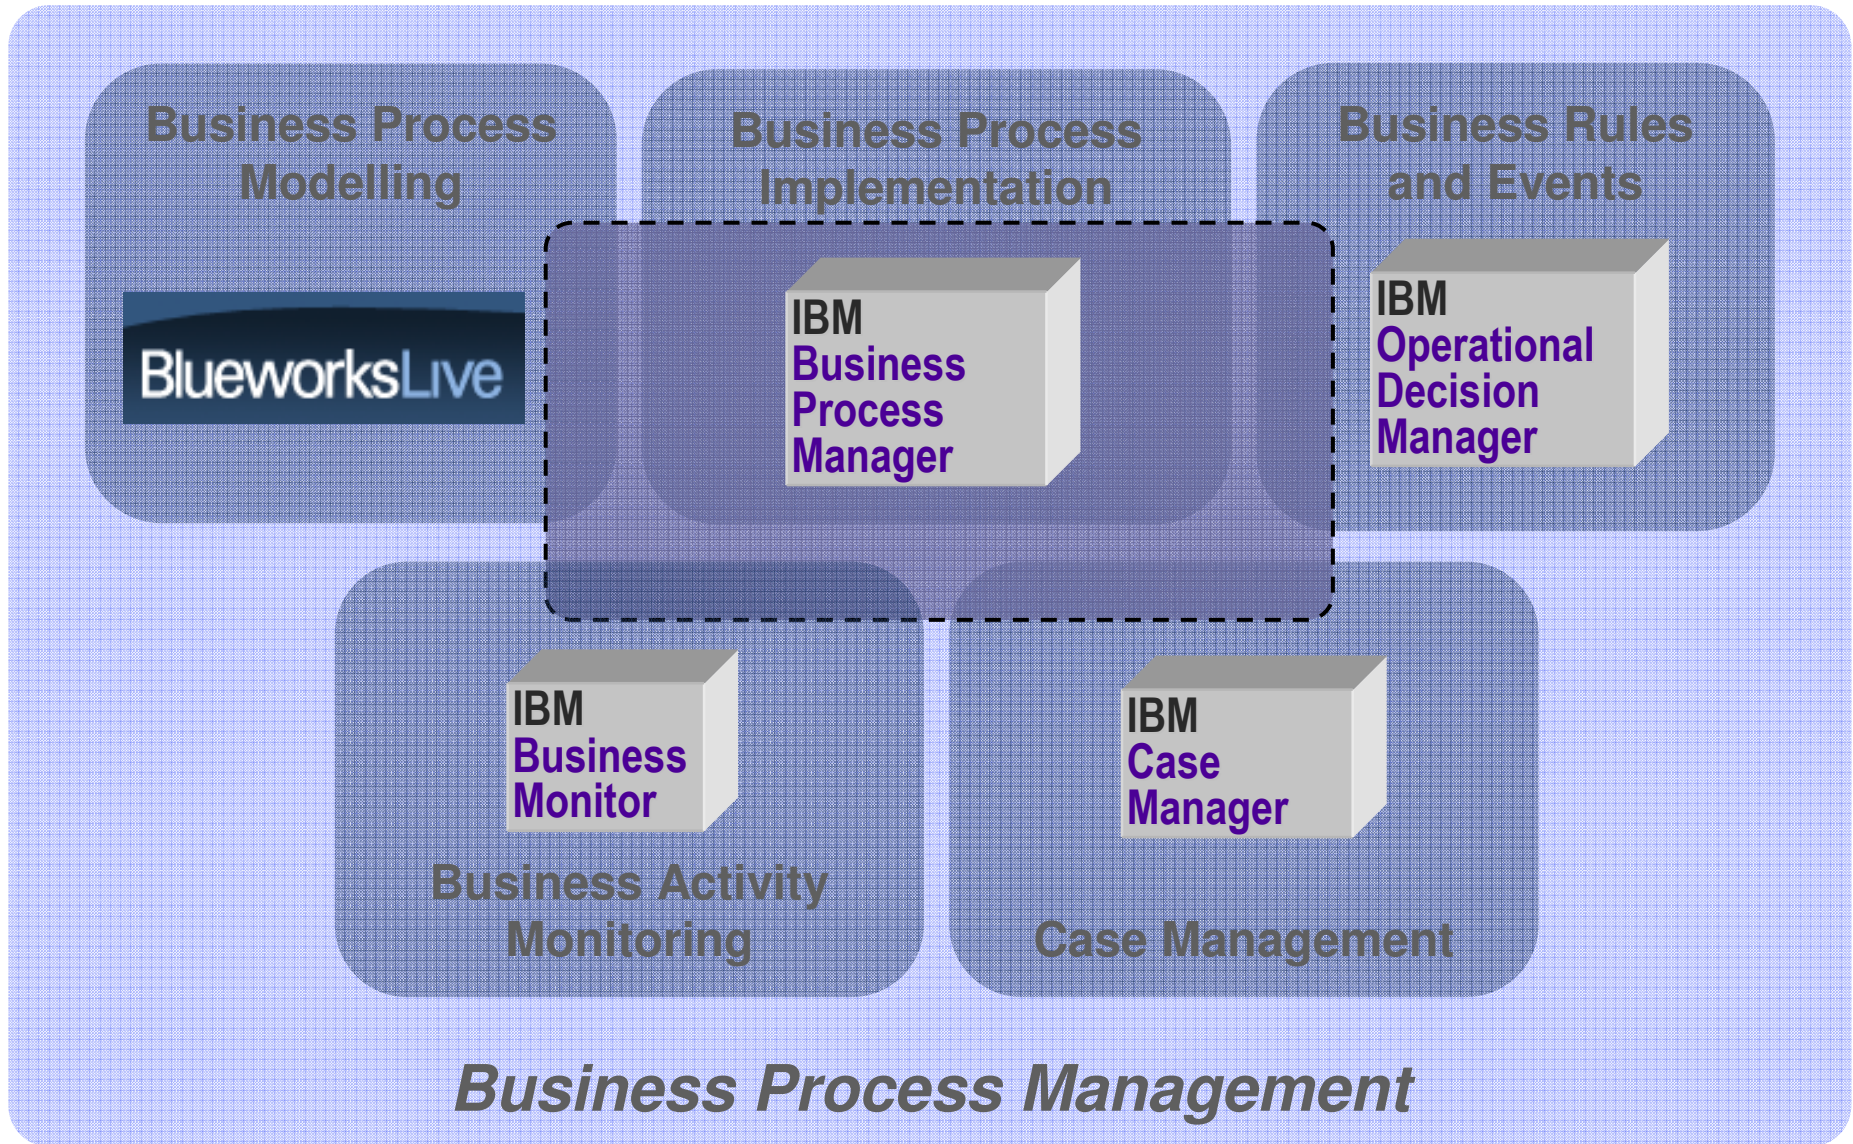 Business Process
Modelling
BlueworksLive
Business Process
Implementation
IBM
Business
Process
Manager
Business Rules
and Events
IBM
Operational
Decision
Manager
IBM
Business
Monitor
Business Activity
Monitoring
IBM
Case
Manager
Case Management
Business Process Management